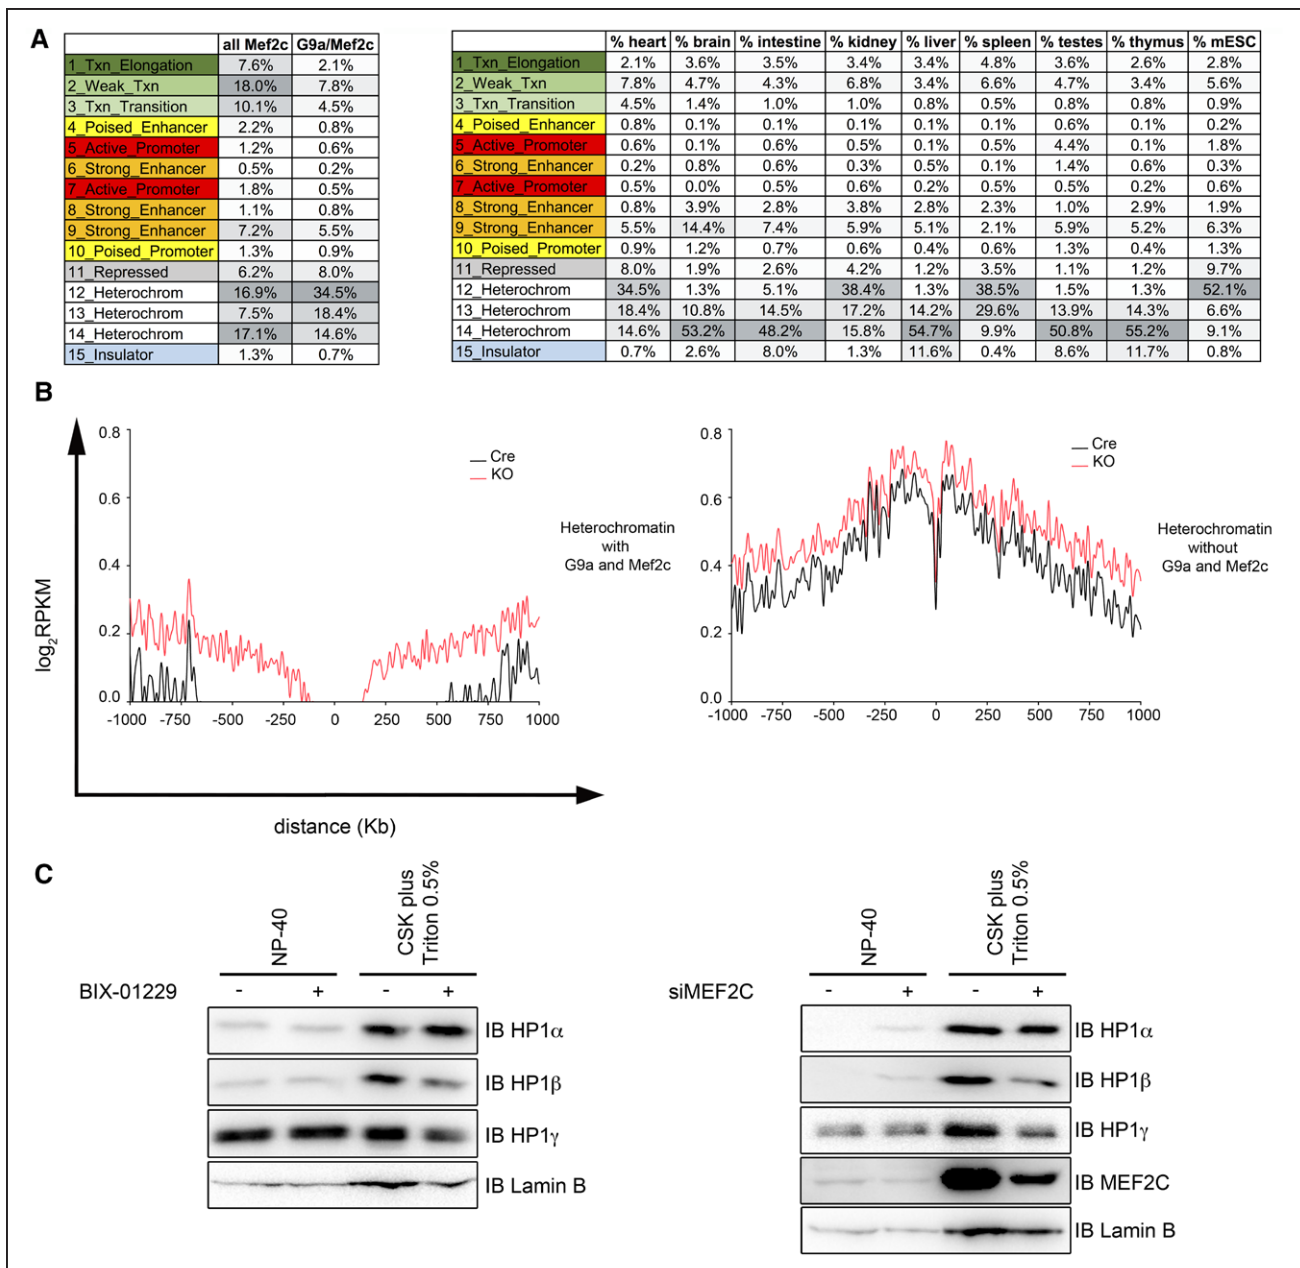 A
all Mef2c G9a/Mef2c
1_Txn_Elongation 7.6% 2.1%
2_Weak_Txn 18.0% 7.8%
3_Txn_Transition 10.1% 4.5%
4_Poised_Enhancer 2.2% 0.8%
5_Active_Promoter 1.2% 0.6%
6_Strong_Enhancer 0.5% 0.2%
7_Active_Promoter 1.8% 0.5%
8_Strong_Enhancer 1.1% 0.8%
9_Strong_Enhancer 7.2% 5.5%
10_Poised_Promoter 1.3% 0.9%
11_Repressed 6.2% 8.0%
12_Heterochrom 16.9% 34.5%
13_Heterochrom 7.5% 18.4%
14_Heterochrom 17.1% 14.6%
15_Insulator 1.3% 0.7%
% heart % brain % intestine % kidney % liver % spleen % testes % thymus % mESC
1_Txn_Elongation 2.1% 3.6% 3.5% 3.4% 3.4% 4.8% 3.6% 2.6% 2.8%
2_Weak_Txn 7.8% 4.7% 4.3% 6.8% 3.4% 6.6% 4.7% 3.4% 5.6%
3_Txn_Transition 4.5% 1.4% 1.0% 1.0% 0.8% 0.5% 0.8% 0.8% 0.9%
4_Poised_Enhancer 0.8% 0.1% 0.1% 0.1% 0.1% 0.1% 0.6% 0.1% 0.2%
5_Active_Promoter 0.6% 0.1% 0.6% 0.5% 0.1% 0.5% 4.4% 0.1% 1.8%
6_Strong_Enhancer 0.2% 0.8% 0.6% 0.3% 0.5% 0.1% 1.4% 0.6% 0.3%
7_Active_Promoter 0.5% 0.0% 0.5% 0.6% 0.2% 0.5% 0.5% 0.2% 0.6%
8_Strong_Enhancer 0.8% 3.9% 2.8% 3.8% 2.8% 2.3% 1.0% 2.9% 1.9%
9_Strong_Enhancer 5.5% 14.4% 7.4% 5.9% 5.1% 2.1% 5.9% 5.2% 6.3%
10_Poised_Promoter 0.9% 1.2% 0.7% 0.6% 0.4% 0.6% 1.3% 0.4% 1.3%
11_Repressed 8.0% 1.9% 2.6% 4.2% 1.2% 3.5% 1.1% 1.2% 9.7%
12_Heterochrom 34.5% 1.3% 5.1% 38.4% 1.3% 38.5% 1.5% 1.3% 52.1%
13_Heterochrom 18.4% 10.8% 14.5% 17.2% 14.2% 29.6% 13.9% 14.3% 6.6%
14_Heterochrom 14.6% 53.2% 48.2% 15.8% 54.7% 9.9% 50.8% 55.2% 9.1%
15_Insulator 0.7% 2.6% 8.0% 1.3% 11.6% 0.4% 8.6% 11.7% 0.8%
B
log₂RPKM
0.8
0.6
0.4
0.2
0.0
-1000 -750 -500 -250 0 250 500 750 1000
Cre
KO
Heterochromatin
with
G9a and Mef2c
0.8
0.6
0.4
0.2
0.0
-1000 -750 -500 -250 0 250 500 750 1000
Cre
KO
Heterochromatin
without
G9a and Mef2c
distance (Kb)
C
NP-40
CSK plus
Triton 0.5%
BIX-01229 - + - +
IB HP1α
IB HP1β
IB HP1γ
IB Lamin B
NP-40
CSK plus
Triton 0.5%
siMEF2C - + - +
IB HP1α
IB HP1β
IB HP1γ
IB MEF2C
IB Lamin B